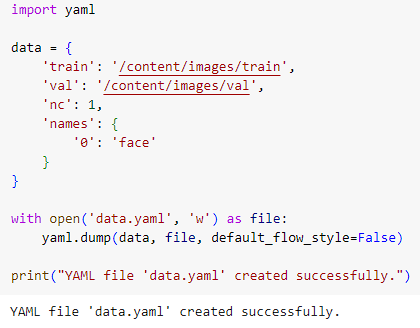 import yaml
data = {
    'train': '/content/images/train',
    'val': '/content/images/val',
    'nc': 1,
    'names': {
        '0': 'face'
    }
}
with open('data.yaml', 'w') as file:
    yaml.dump(data, file, default_flow_style=False)
print("YAML file 'data.yaml' created successfully.")
YAML file 'data.yaml' created successfully.